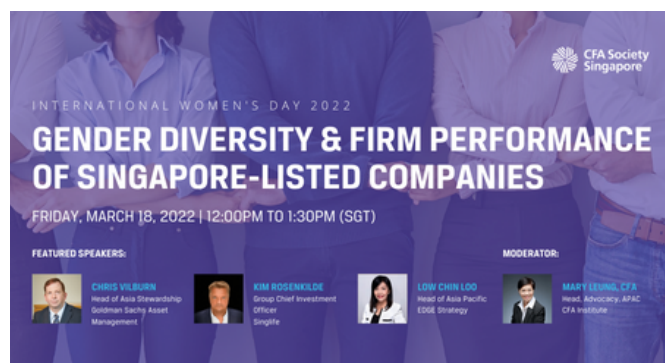 CFA Society
Singapore
INTERNATIONAL WOMEN'S DAY 2022
GENDER DIVERSITY & FIRM PERFORMANCE
OF SINGAPORE-LISTED COMPANIES
FRIDAY, MARCH 18, 2022 | 12:00PM TO 1:30PM (SGT)
FEATURED SPEAKERS:
CHRIS VILBURN
Head of Asia Stewardship
Goldman Sachs Asset
Management
KIM ROSENKILDE
Group Chief Investment
Officer
Singlife
LOW CHIN LOO
Head of Asia Pacific
EDGE Strategy
MODERATOR:
MARY LEUNG, CFA
Head, Advocacy, APAC
CFA Institute